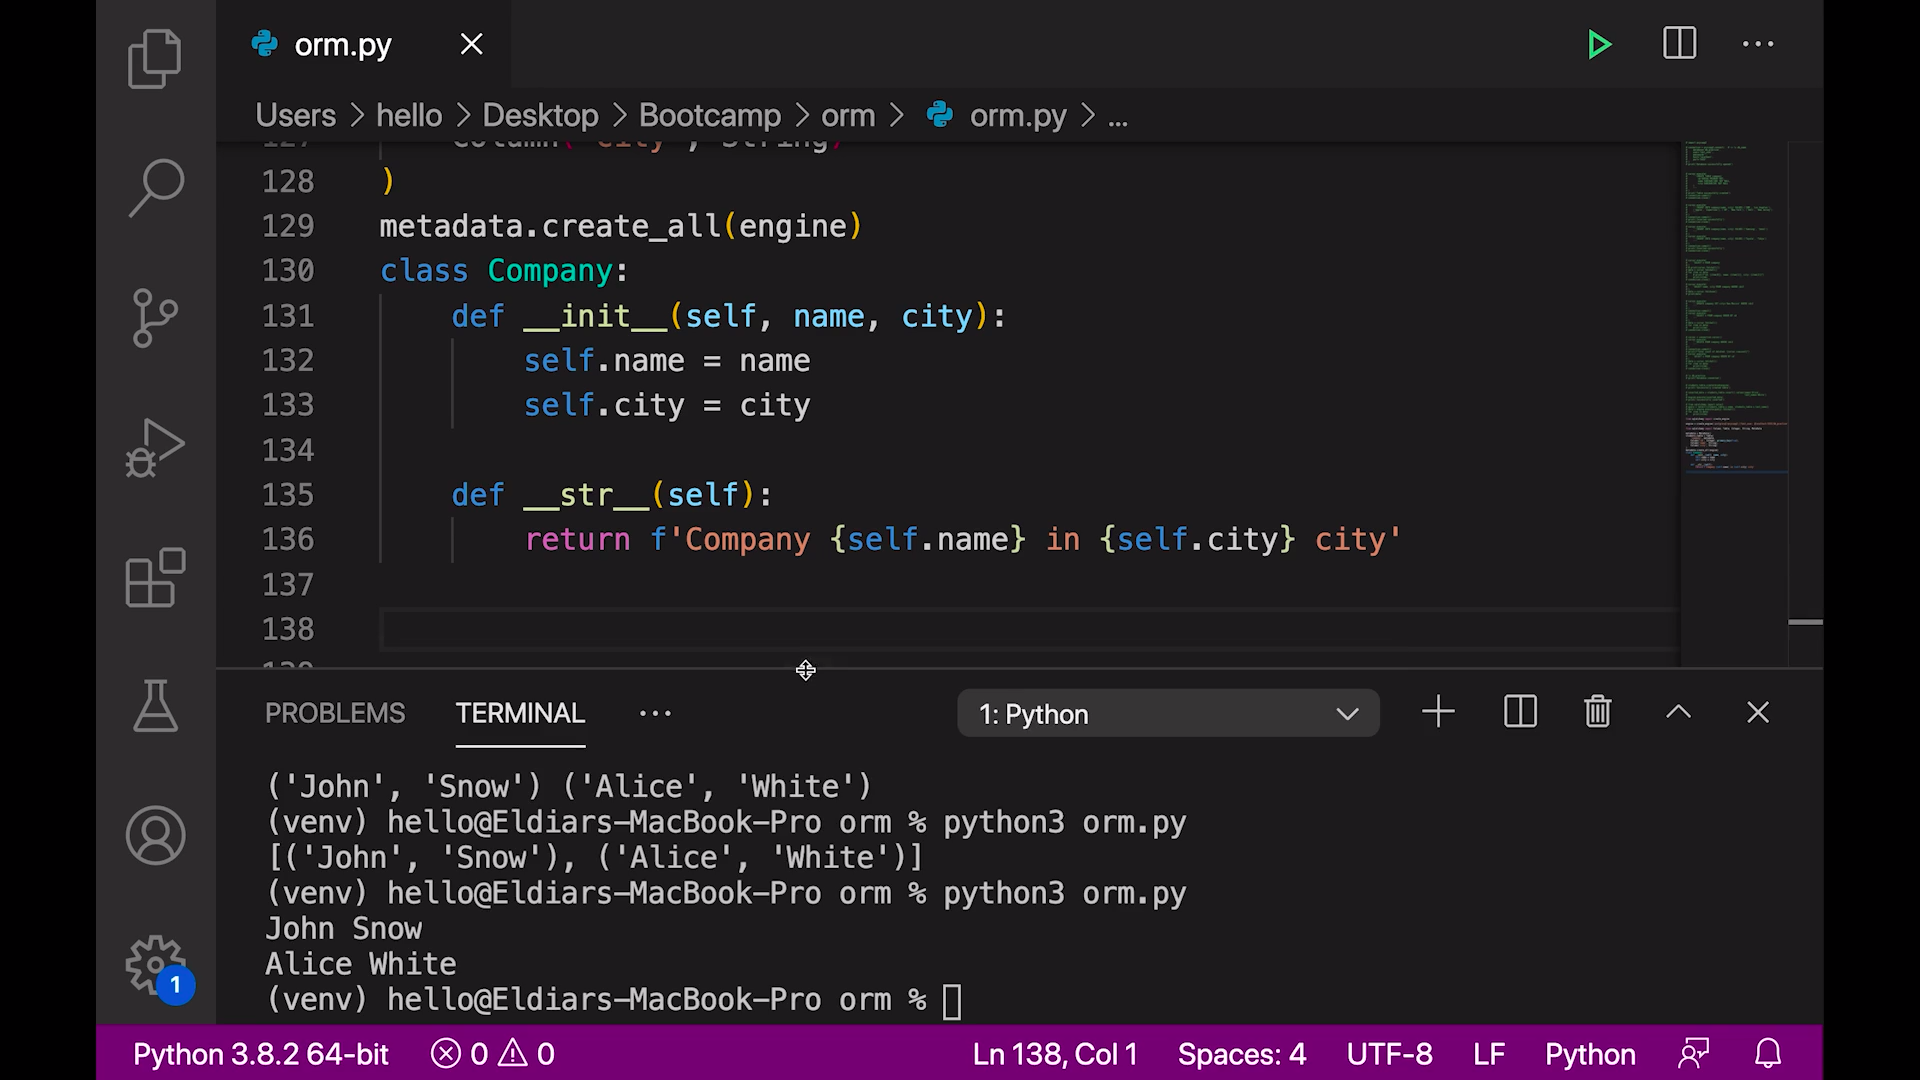 orm.py
Users > hello > Desktop > Bootcamp > orm > orm.py > ...
127 Column("city", String)
128 )
129 metadata.create_all(engine)
130 class Company:
131 def __init__(self, name, city):
132 self.name = name
133 self.city = city
134
135 def __str__(self):
136 return f'Company {self.name} in {self.city} city'
137
138
139
PROBLEMS TERMINAL ... 1: Python
('John', 'Snow') ('Alice', 'White')
(venv) hello@Eldiars-MacBook-Pro orm % python3 orm.py
[('John', 'Snow'), ('Alice', 'White')]
(venv) hello@Eldiars-MacBook-Pro orm % python3 orm.py
John Snow
Alice White
(venv) hello@Eldiars-MacBook-Pro orm %
1
Python 3.8.2 64-bit 0 0 Ln 138, Col 1 Spaces: 4 UTF-8 LF Python